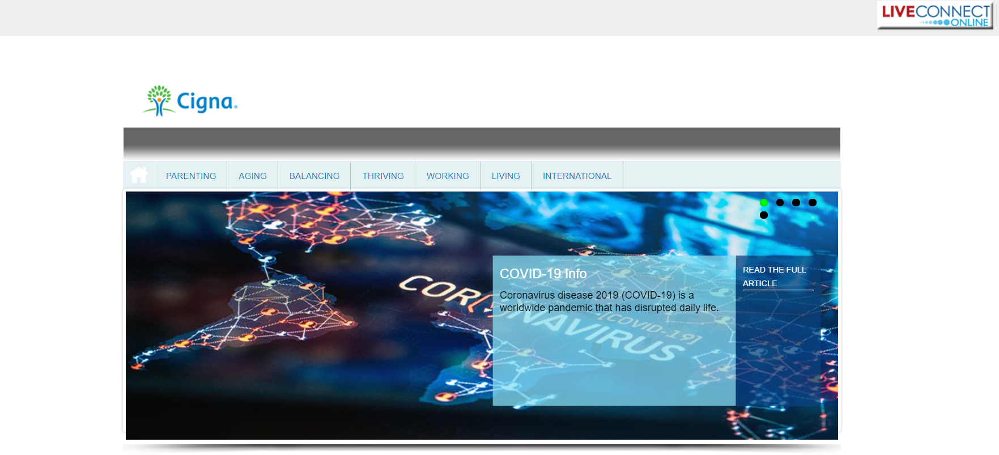 LIVECONNECT
ONLINE
Cigna.
PARENTING
AGING
BALANCING
THRIVING
WORKING
LIVING
INTERNATIONAL
COVID-19 Info
Coronavirus disease 2019 (COVID-19) is a
worldwide pandemic that has disrupted daily life.
READ THE FULL
ARTICLE
CORONAVIRUS
[COVID-19]